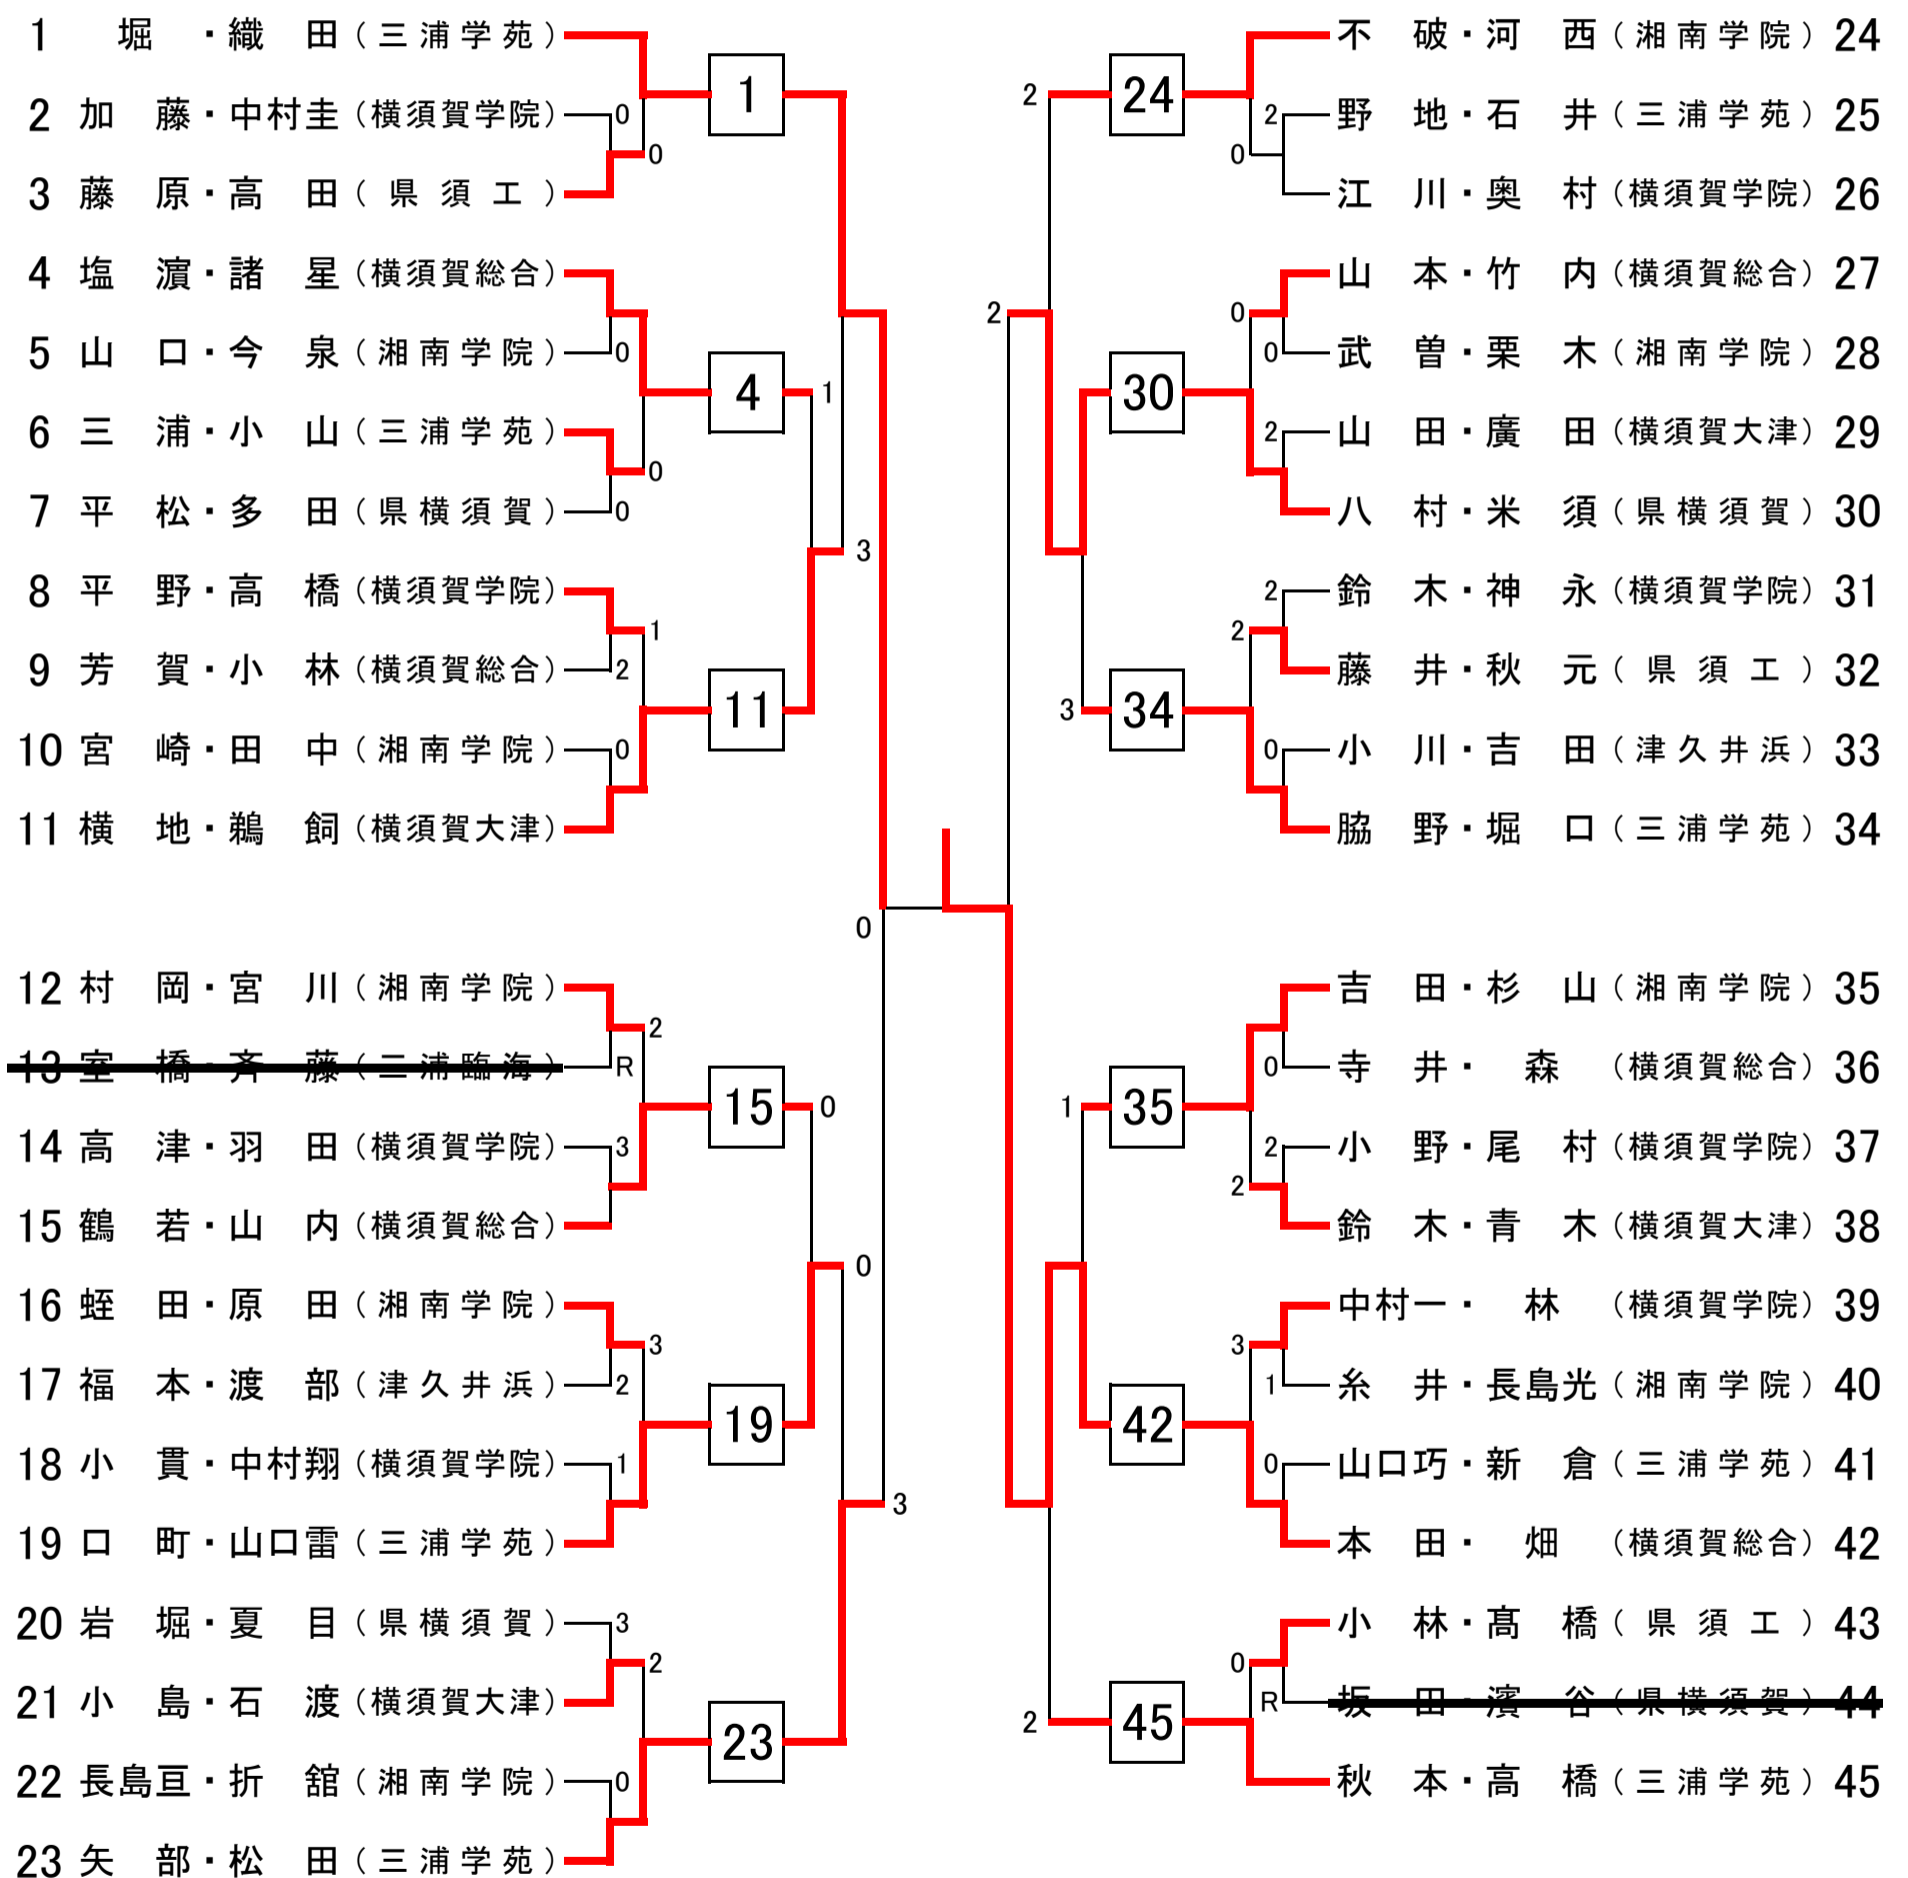 1 堀・織田（三浦学苑）
2 加藤・中村圭（横須賀学院） 0
0
3 藤原・高田（県須工）
1
4 塩濵・諸星（横須賀総合）
5 山口・今泉（湘南学院） 0
4 1
6 三浦・小山（三浦学苑）
0
7 平松・多田（県横須賀） 0
3
8 平野・高橋（横須賀学院）
1
9 芳賀・小林（横須賀総合） 2
11
10 宮崎・田中（湘南学院） 0
11 横地・鵜飼（横須賀大津）
0
12 村岡・宮川（湘南学院）
2
13 室橋・斉藤（三浦臨海） R
15 0
14 高津・羽田（横須賀学院） 3
15 鶴若・山内（横須賀総合）
0
16 蛭田・原田（湘南学院）
3
17 福本・渡部（津久井浜） 2
19
18 小貫・中村翔（横須賀学院） 1
3
19 口町・山口雷（三浦学苑）
20 岩堀・夏目（県横須賀） 3
2
21 小島・石渡（横須賀大津）
23
22 長島亘・折舘（湘南学院） 0
23 矢部・松田（三浦学苑）
不破・河西（湘南学院） 24
2 24
2 野地・石井（三浦学苑） 25
0
江川・奥村（横須賀学院） 26
山本・竹内（横須賀総合） 27
2 0
0 武曽・栗木（湘南学院） 28
30
2 山田・廣田（横須賀大津） 29
八村・米須（県横須賀） 30
2 鈴木・神永（横須賀学院） 31
2
藤井・秋元（県須工） 32
3 34
0 小川・吉田（津久井浜） 33
脇野・堀口（三浦学苑） 34
吉田・杉山（湘南学院） 35
0 寺井・森（横須賀総合） 36
1 35
2 小野・尾村（横須賀学院） 37
2
鈴木・青木（横須賀大津） 38
中村一・林（横須賀学院） 39
3
1 糸井・長島光（湘南学院） 40
42
0 山口巧・新倉（三浦学苑） 41
本田・畑（横須賀総合） 42
小林・髙橋（県須工） 43
0
R 坂田・濱谷（県横須賀） 44
2 45
秋本・高橋（三浦学苑） 45